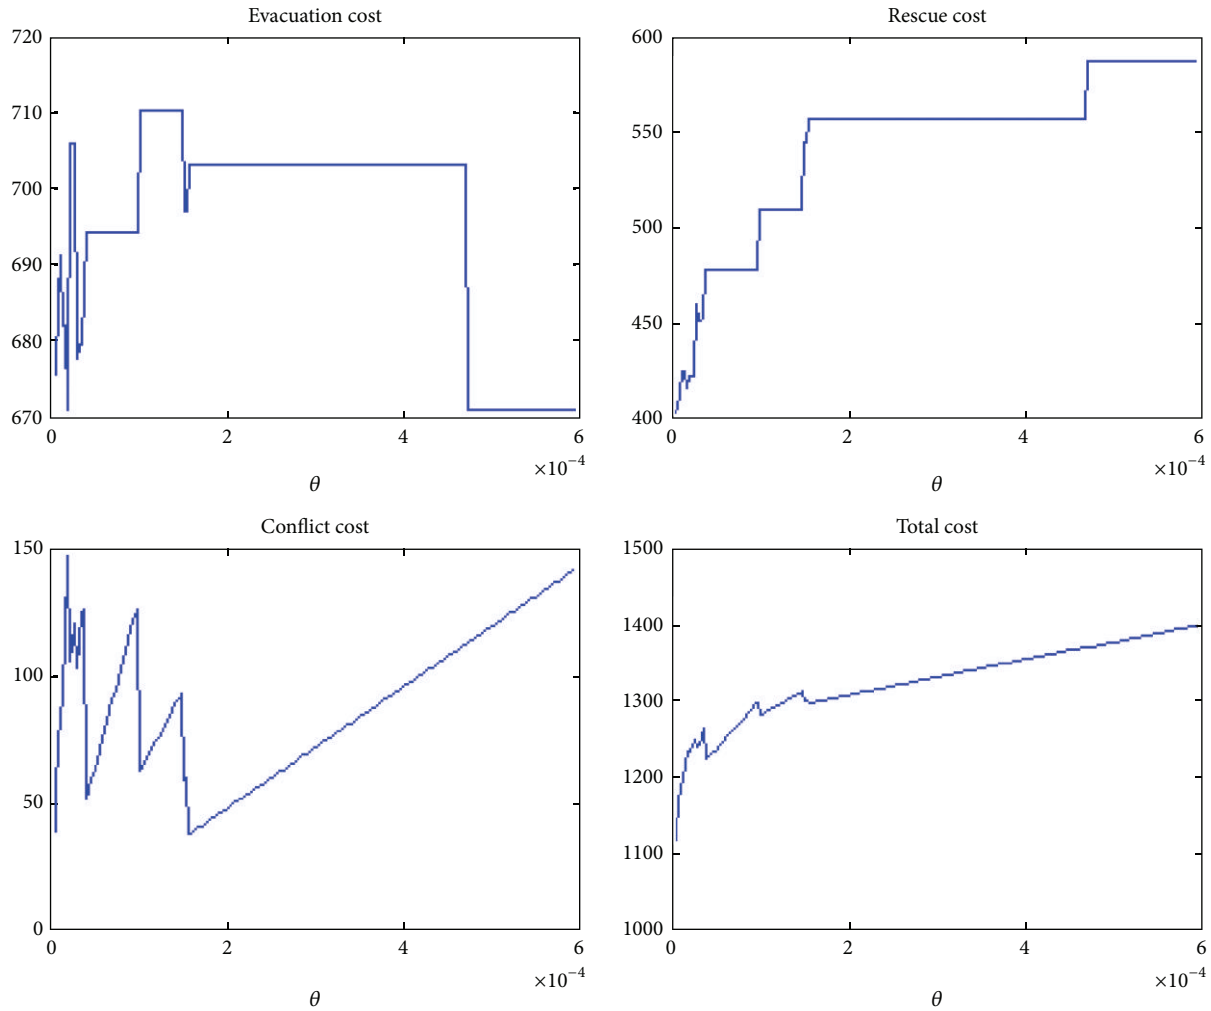 Evacuation cost
720
710
700
690
680
670
0 2 4 6
×10⁻⁴
θ
Rescue cost
600
550
500
450
400
0 2 4 6
×10⁻⁴
θ
Conflict cost
150
100
50
0
0 2 4 6
×10⁻⁴
θ
Total cost
1500
1400
1300
1200
1100
1000
0 2 4 6
×10⁻⁴
θ